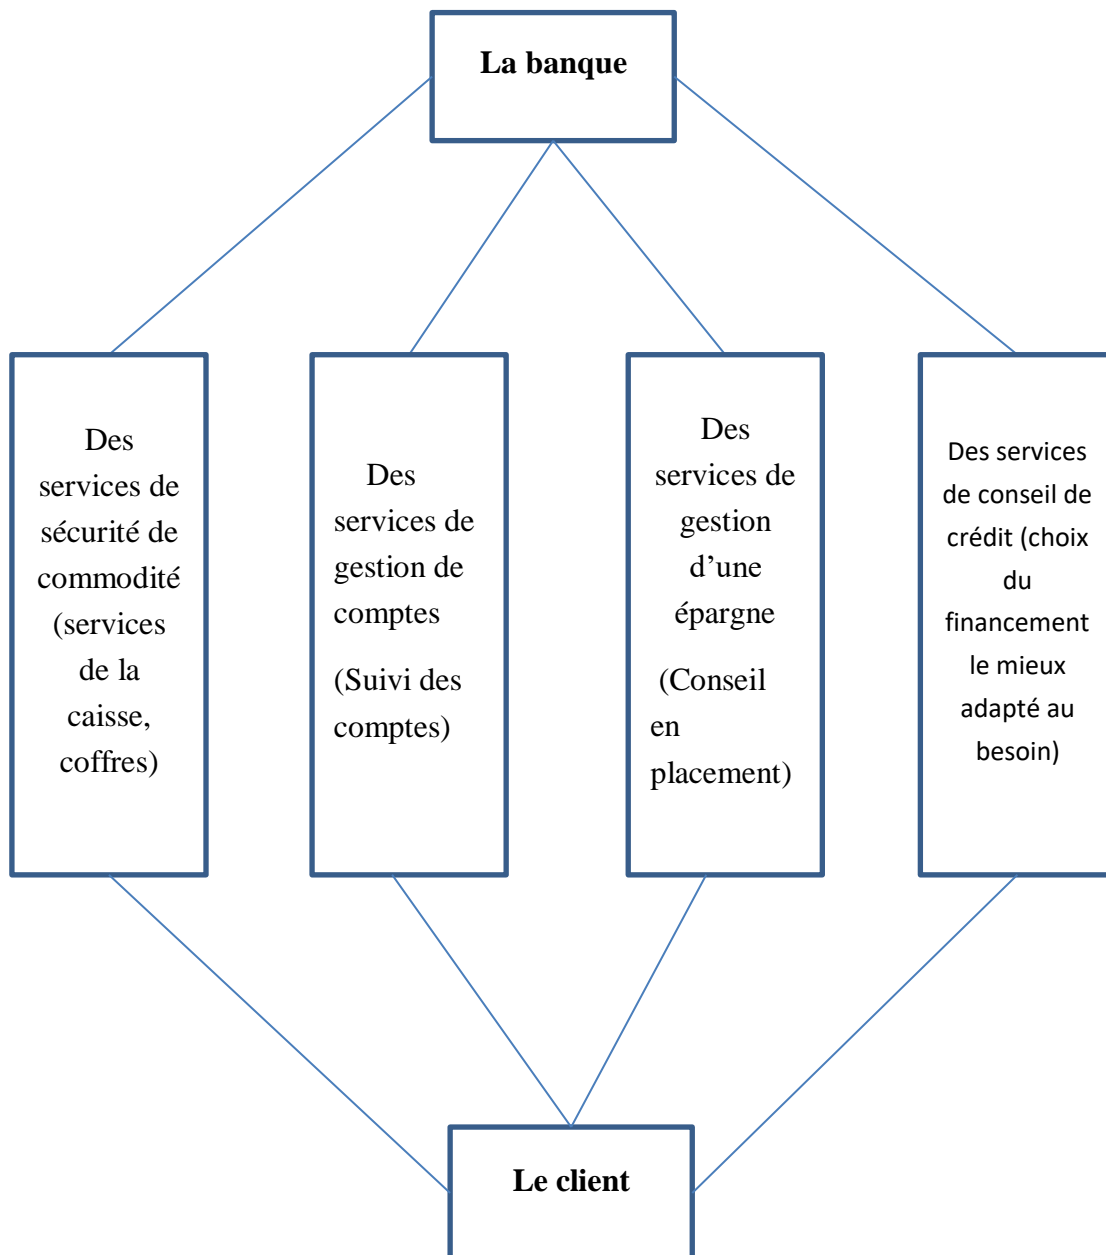 La banque
Des
services de
sécurité de
commodité
(services
de la
caisse,
coffres)
Des
services de
gestion de
comptes
(Suivi des
comptes)
Des
services de
gestion
d’une
épargne
(Conseil
en
placement)
Des services
de conseil de
crédit (choix
du
financement
le mieux
adapté au
besoin)
Le client